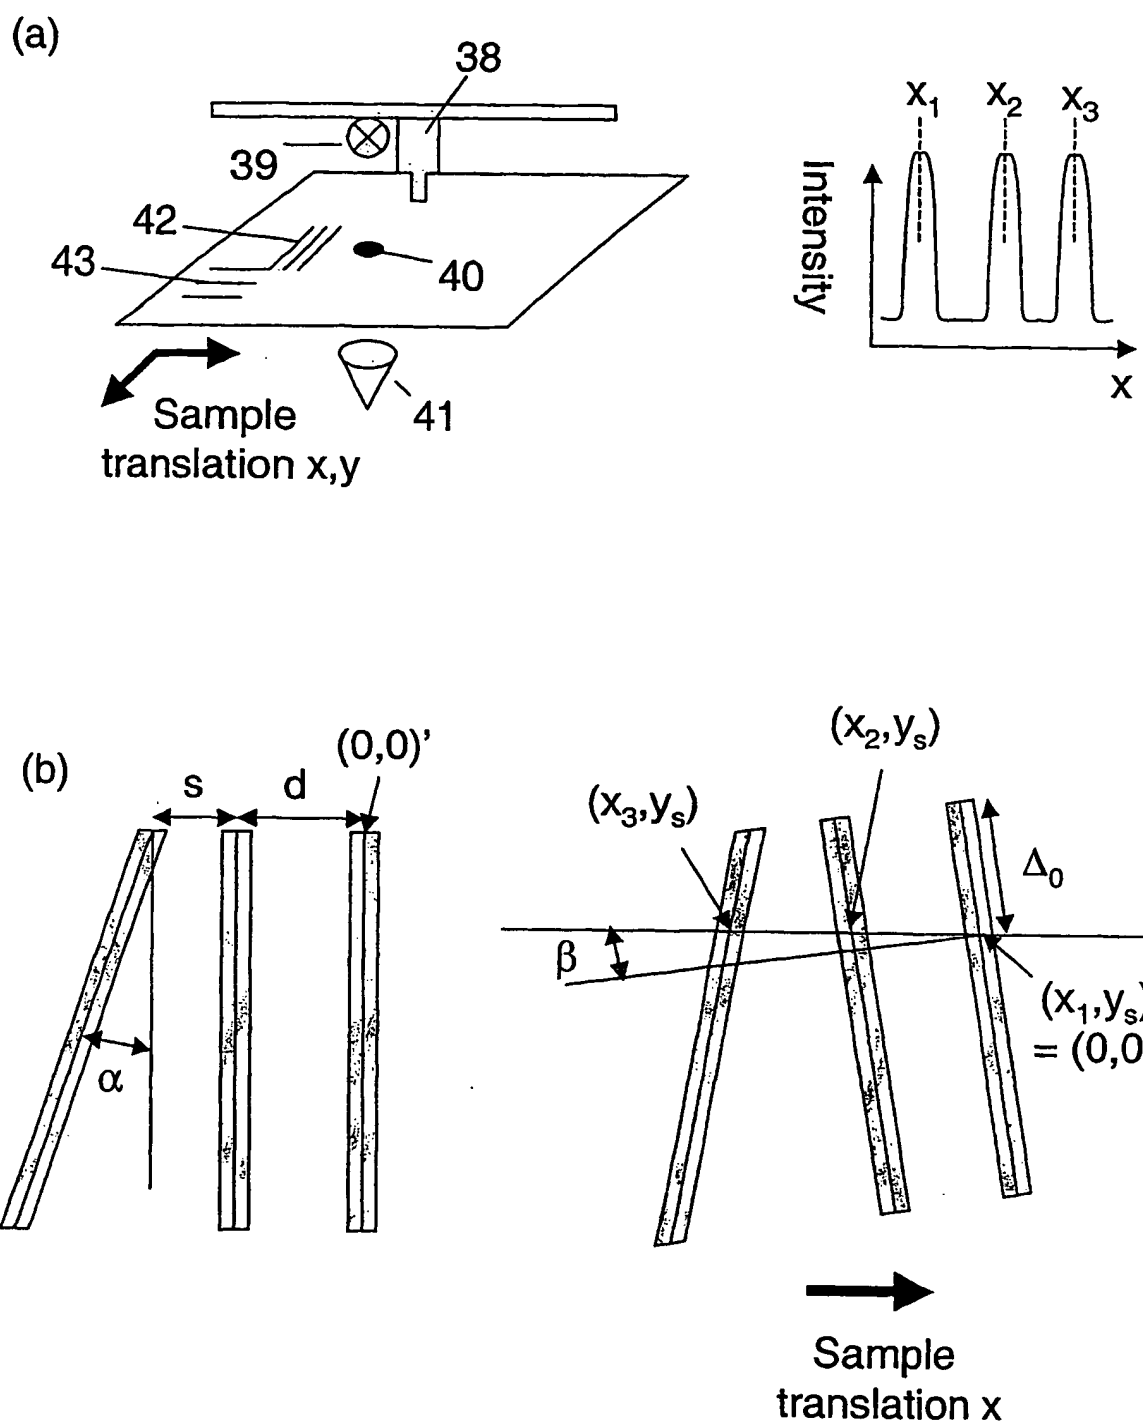 (a)
38
39
42
43
40
41
Sample
translation x,y
x₁ x₂ x₃
Intensity
x
(b)
s
d
(0,0)’
α
(x₃,yₛ)
(x₂,yₛ)
Δ₀
β
(x₁,yₛ)
= (0,0
Sample
translation x